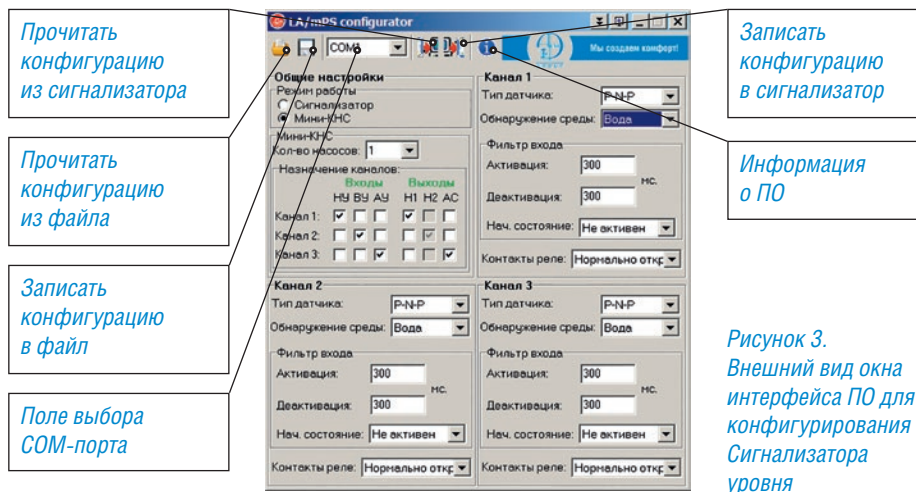 Прочитать
конфигурацию
из сигнализатора
Прочитать
конфигурацию
из файла
Записать
конфигурацию
в файл
Поле выбора
COM-порта
LA/mPS configurator
COM1
Мы создаем комфорт!
Общие настройки
Режим работы
Сигнализатор
Мини-КНС
Мини-КНС
Кол-во насосов: 1
Назначение каналов:
Входы Выходы
НУ ВУ АУ Н1 Н2 АС
Канал 1:
Канал 2:
Канал 3:
Канал 1
Тип датчика: P-N-P
Обнаружение среды: Вода
Фильтр входа
Активация: 300
мс.
Деактивация: 300
Нач. состояние: Не активен
Контакты реле: Нормально откр
Канал 2
Тип датчика: P-N-P
Обнаружение среды: Вода
Фильтр входа
Активация: 300
мс.
Деактивация: 300
Нач. состояние: Не активен
Контакты реле: Нормально откр
Канал 3
Тип датчика: P-N-P
Обнаружение среды: Вода
Фильтр входа
Активация: 300
мс.
Деактивация: 300
Нач. состояние: Не активен
Контакты реле: Нормально откр
Записать
конфигурацию
в сигнализатор
Информация
о ПО
Рисунок 3.
Внешний вид окна
интерфейса ПО для
конфигурирования
Сигнализатора
уровня